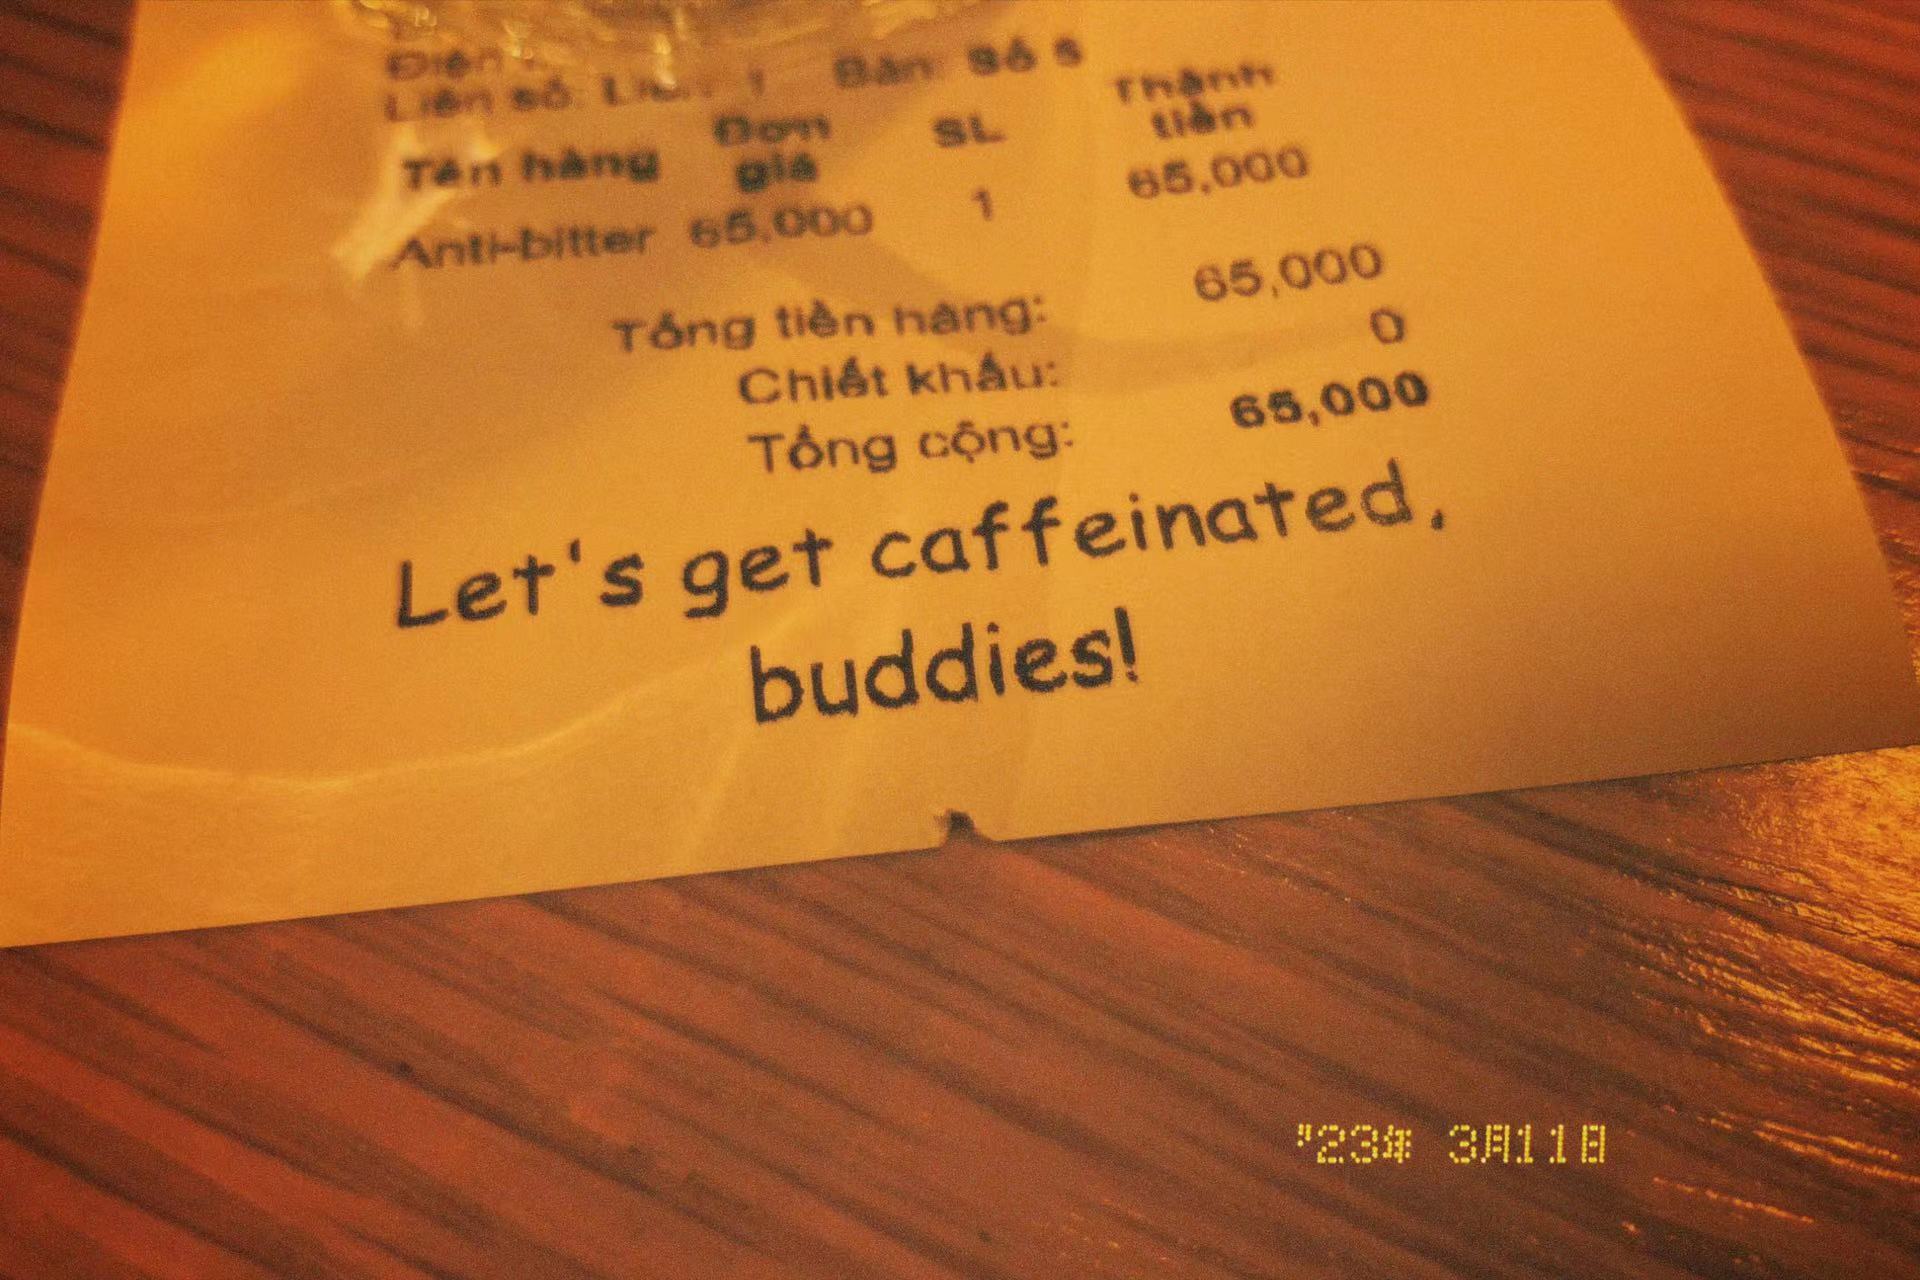 Điện
Liên số: Liên 1 Bàn: Số 5
Tên hàng Đơn giá SL Thành tiền
Anti-bitter 65,000 1 65,000
Tổng tiền hàng: 65,000
Chiết khấu: 0
Tổng cộng: 65,000
Let's get caffeinated,
buddies!
'23年 3月11日